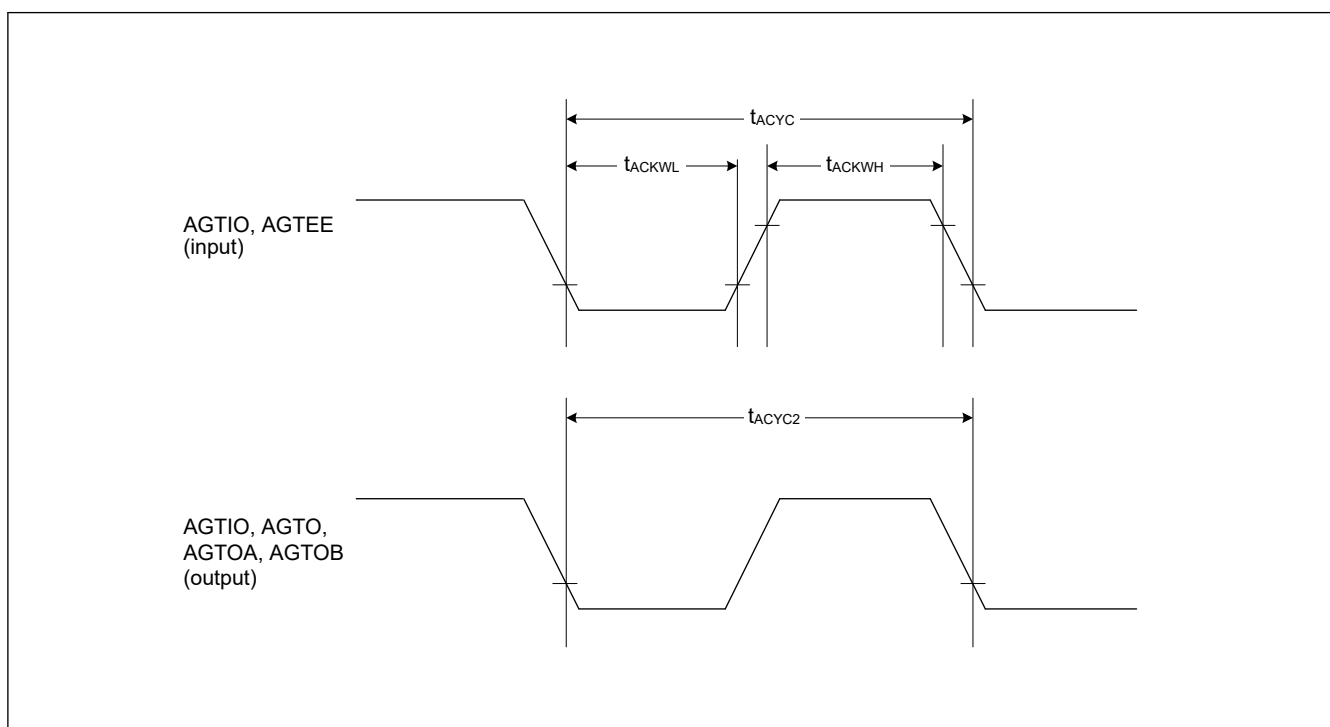 tACYC
tACKWL
tACKWH
AGTIO, AGTEE
(input)
tACYC2
AGTIO, AGTO,
AGTOA, AGTOB
(output)